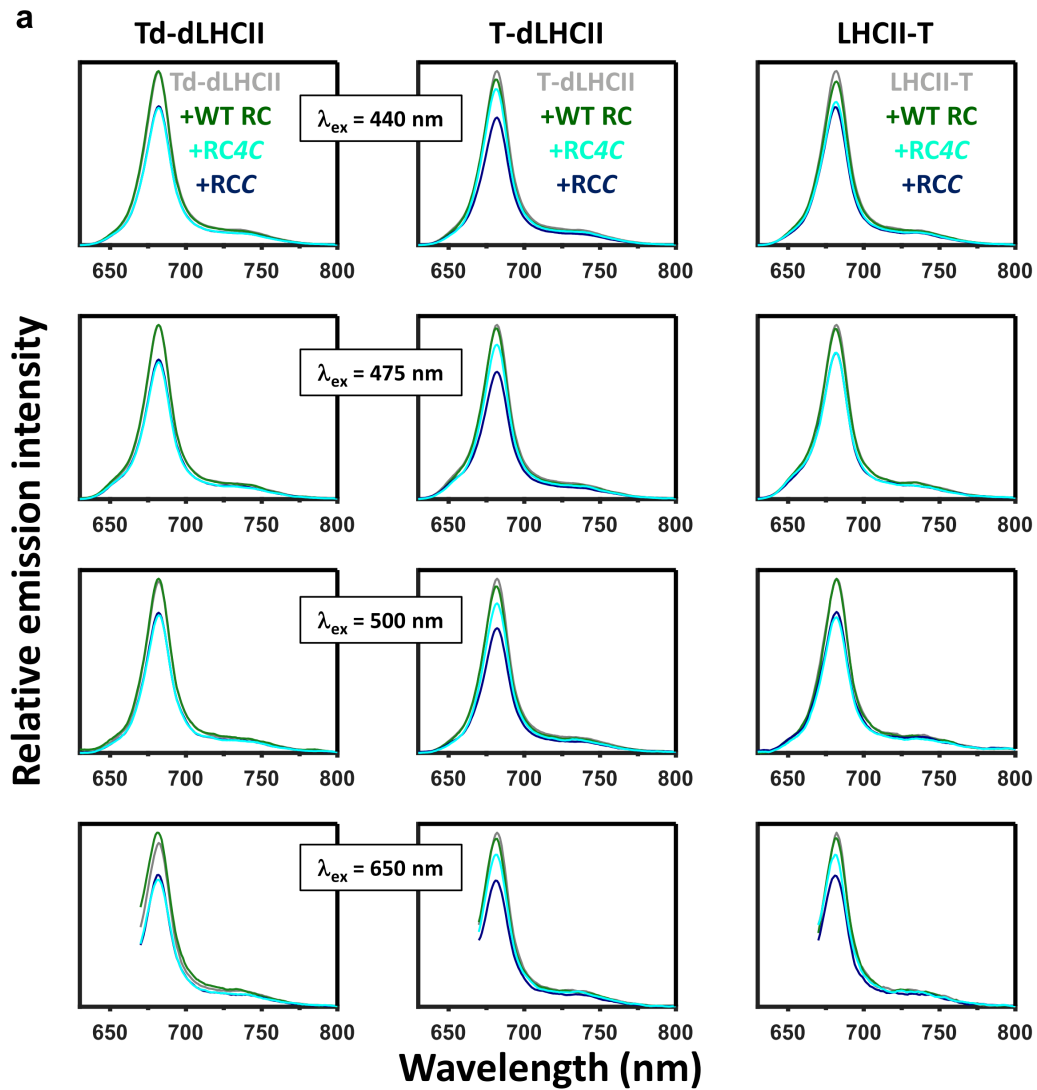 a
Td-dLHCII T-dLHCII LHCII-T
Td-dLHCII
+WT RC
+RC4C
+RCC
λex = 440 nm
T-dLHCII
+WT RC
+RC4C
+RCC
LHCII-T
+WT RC
+RC4C
+RCC
650 700 750 800 650 700 750 800 650 700 750 800
λex = 475 nm
650 700 750 800 650 700 750 800 650 700 750 800
λex = 500 nm
650 700 750 800 650 700 750 800 650 700 750 800
λex = 650 nm
650 700 750 800 650 700 750 800 650 700 750 800
Relative emission intensity
Wavelength (nm)